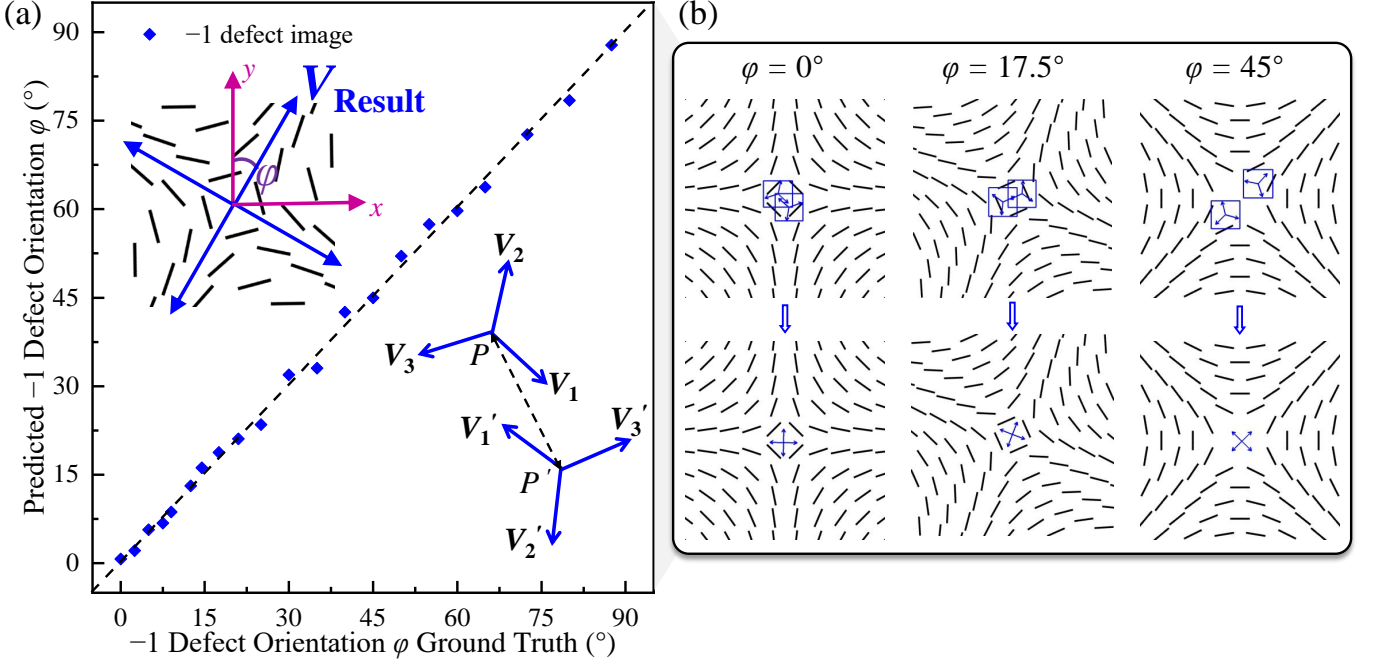 (a)
(b)
−1 defect image
y
V Result
φ
x
V2
V3
P
V1
V1′
V3′
P′
V2′
90
75
60
45
30
15
0
0 15 30 45 60 75 90
Predicted −1 Defect Orientation φ (°)
−1 Defect Orientation φ Ground Truth (°)
φ = 0° φ = 17.5° φ = 45°